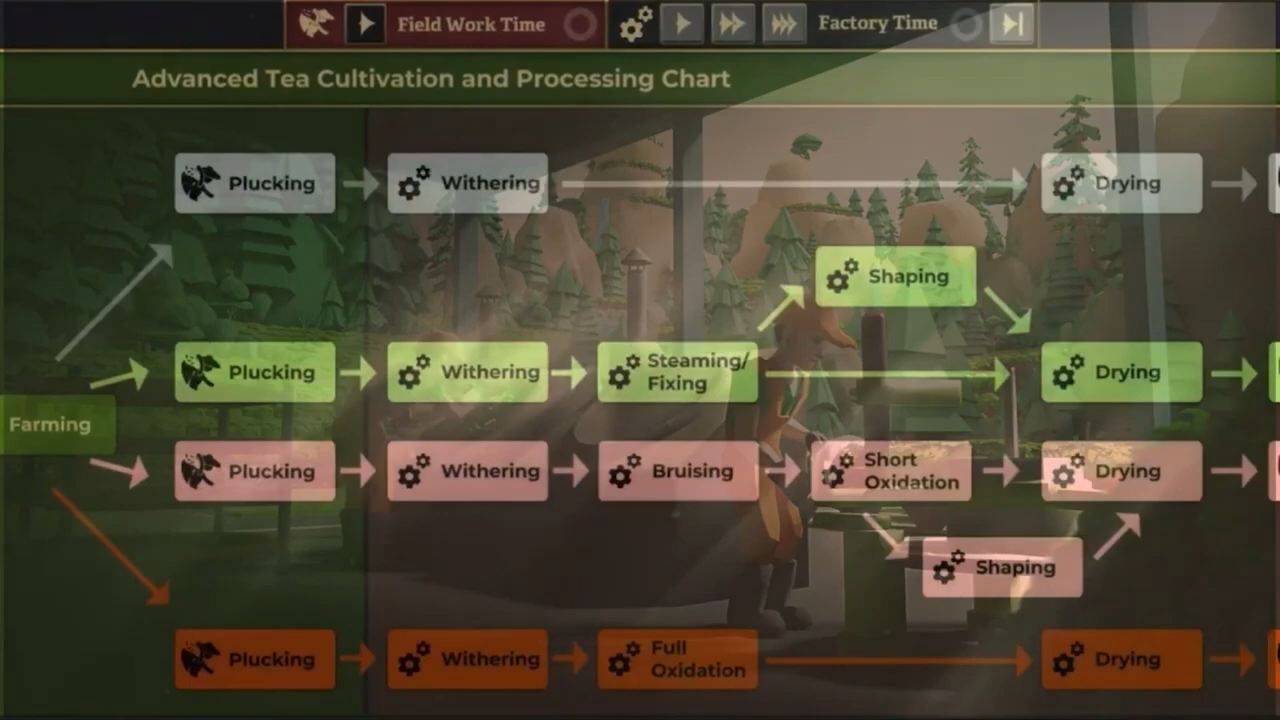 Field Work Time
Factory Time
Advanced Tea Cultivation and Processing Chart
Plucking
Withering
Drying
Shaping
Plucking
Withering
Steaming/
Fixing
Drying
Farming
Plucking
Withering
Bruising
Short
Oxidation
Drying
Shaping
Plucking
Withering
Full
Oxidation
Drying